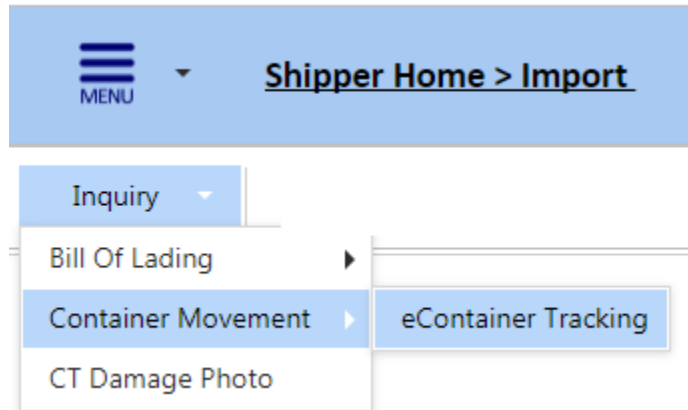 MENU
Shipper Home > Import
Inquiry
Bill Of Lading
Container Movement
eContainer Tracking
CT Damage Photo